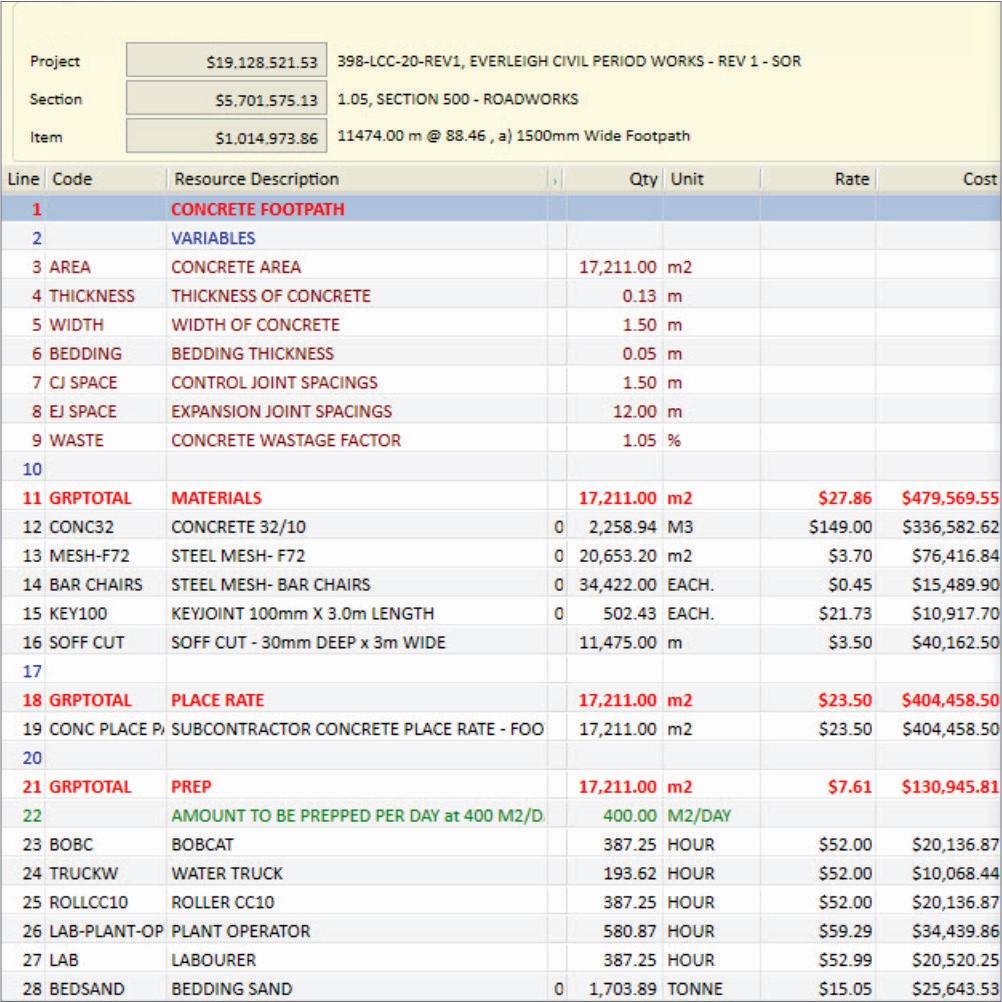 Project $19,128,521.53 398-LCC-20-REV1, EVERLEIGH CIVIL PERIOD WORKS - REV 1 - SOR
Section $5,701,575.13 1.05, SECTION 500 - ROADWORKS
Item $1,014,973.86 11474.00 m @ 88.46 , a) 1500mm Wide Footpath
Line Code Resource Description Qty Unit Rate Cost
1 CONCRETE FOOTPATH
2 VARIABLES
3 AREA CONCRETE AREA 17,211.00 m2
4 THICKNESS THICKNESS OF CONCRETE 0.13 m
5 WIDTH WIDTH OF CONCRETE 1.50 m
6 BEDDING BEDDING THICKNESS 0.05 m
7 CJ SPACE CONTROL JOINT SPACINGS 1.50 m
8 EJ SPACE EXPANSION JOINT SPACINGS 12.00 m
9 WASTE CONCRETE WASTAGE FACTOR 1.05 %
10
11 GRPTOTAL MATERIALS 17,211.00 m2 $27.86 $479,569.55
12 CONC32 CONCRETE 32/10 0 2,258.94 M3 $149.00 $336,582.62
13 MESH-F72 STEEL MESH- F72 0 20,653.20 m2 $3.70 $76,416.84
14 BAR CHAIRS STEEL MESH- BAR CHAIRS 0 34,422.00 EACH. $0.45 $15,489.90
15 KEY100 KEYJOINT 100mm X 3.0m LENGTH 0 502.43 EACH. $21.73 $10,917.70
16 SOFF CUT SOFF CUT - 30mm DEEP x 3m WIDE 11,475.00 m $3.50 $40,162.50
17
18 GRPTOTAL PLACE RATE 17,211.00 m2 $23.50 $404,458.50
19 CONC PLACE PA SUBCONTRACTOR CONCRETE PLACE RATE - FOO 17,211.00 m2 $23.50 $404,458.50
20
21 GRPTOTAL PREP 17,211.00 m2 $7.61 $130,945.81
22 AMOUNT TO BE PREPPED PER DAY at 400 M2/D. 400.00 M2/DAY
23 BOBC BOBCAT 387.25 HOUR $52.00 $20,136.87
24 TRUCKW WATER TRUCK 193.62 HOUR $52.00 $10,068.44
25 ROLLCC10 ROLLER CC10 387.25 HOUR $52.00 $20,136.87
26 LAB-PLANT-OP PLANT OPERATOR 580.87 HOUR $59.29 $34,439.86
27 LAB LABOURER 387.25 HOUR $52.99 $20,520.25
28 BEDSAND BEDDING SAND 0 1,703.89 TONNE $15.05 $25,643.53